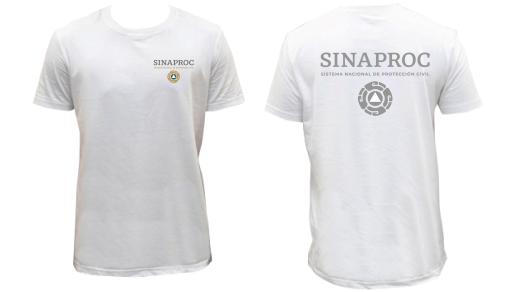 SINAPROC
SINAPROC
SISTEMA NACIONAL DE PROTECCIÓN CIVIL